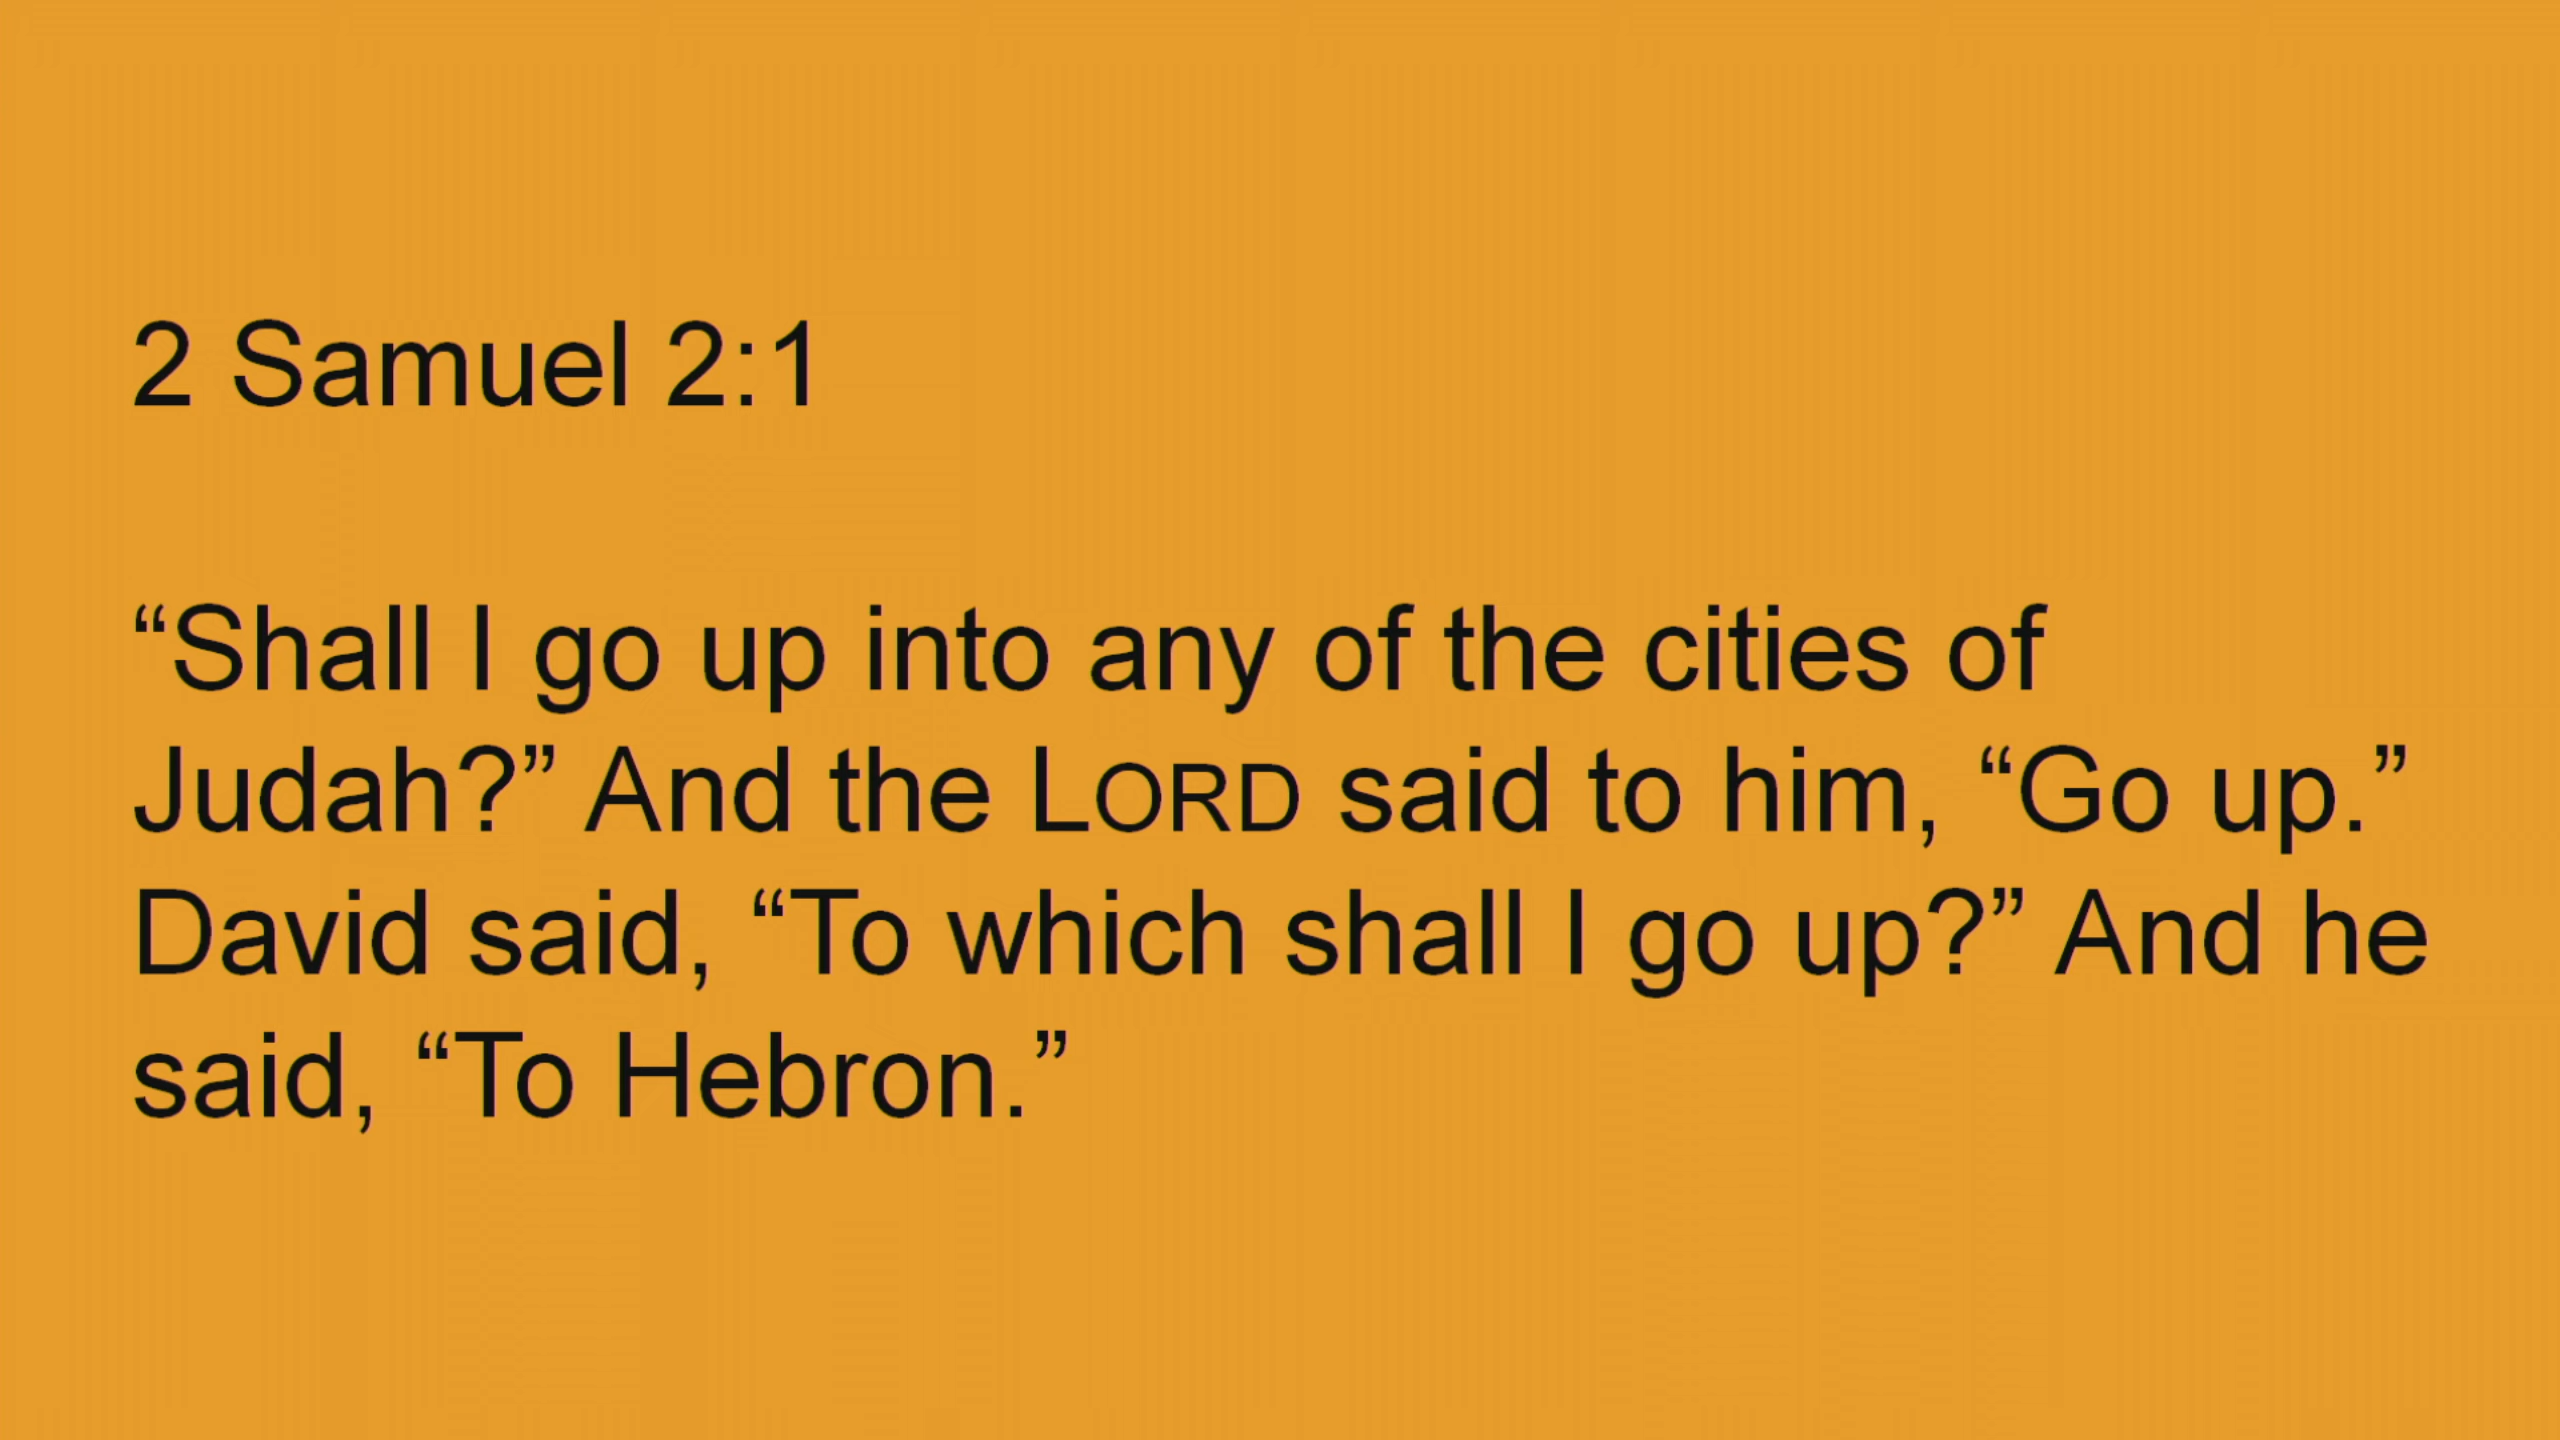 2 Samuel 2:1
“Shall I go up into any of the cities of
Judah?” And the LORD said to him, “Go up.”
David said, “To which shall I go up?” And he
said, “To Hebron.”